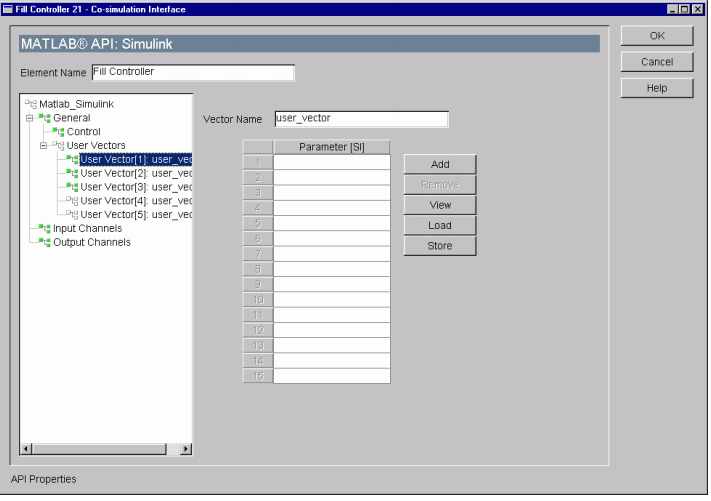 Fill Controller 21 - Co-simulation Interface
MATLAB® API: Simulink
OK
Cancel
Help
Element Name Fill Controller
Matlab_Simulink
General
Control
User Vectors
User Vector[1]: user_vec
User Vector[2]: user_vec
User Vector[3]: user_vec
User Vector[4]: user_vec
User Vector[5]: user_vec
Input Channels
Output Channels
Vector Name user_vector
Parameter [SI]
1
2
3
4
5
6
7
8
9
10
11
12
13
14
15
Add
Remove
View
Load
Store
API Properties